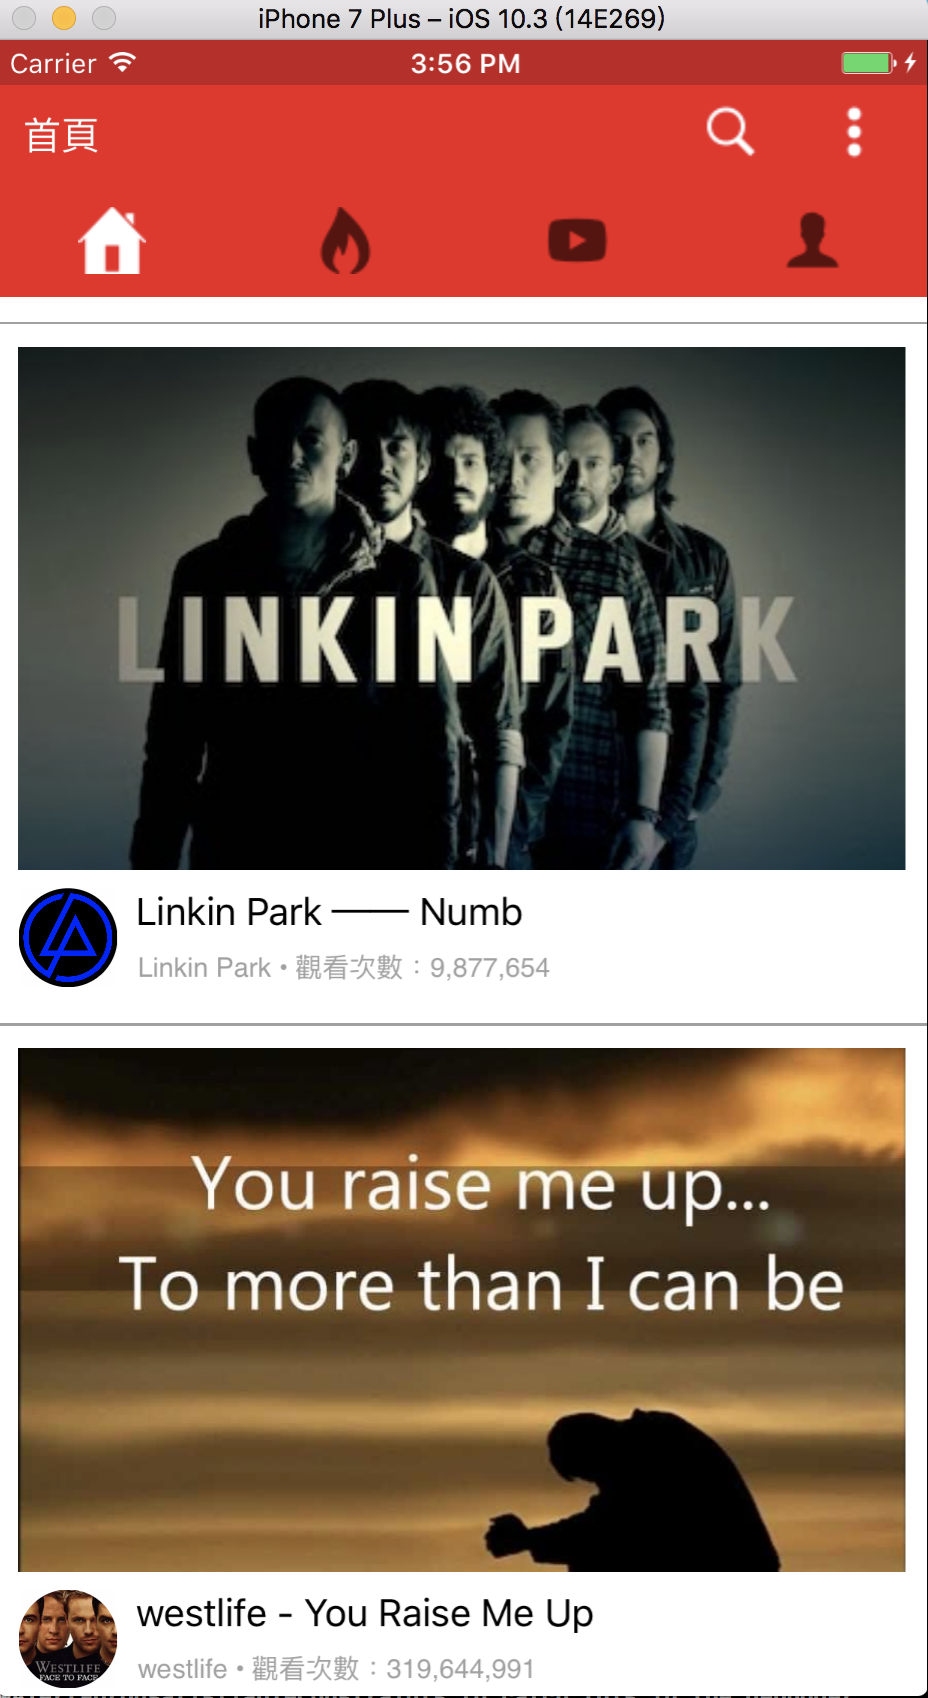 iPhone 7 Plus – iOS 10.3 (14E269)
Carrier 3:56 PM
首頁
LINKIN PARK
Linkin Park —— Numb
Linkin Park • 觀看次數：9,877,654
You raise me up...
To more than I can be
westlife - You Raise Me Up
WESTLIFE
FACE TO FACE
westlife • 觀看次數：319,644,991